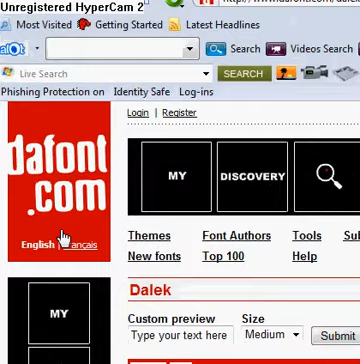 Unregistered HyperCam 2
Most Visited Getting Started Latest Headlines
Search Videos Search
Live Search SEARCH
Phishing Protection on Identity Safe Log-ins
Login | Register
dafont
.com
English |
MY DISCOVERY
Themes Font Authors Tools
New fonts Top 100 Help
Dalek
MY
Custom preview Size
Type your text here Medium Submit